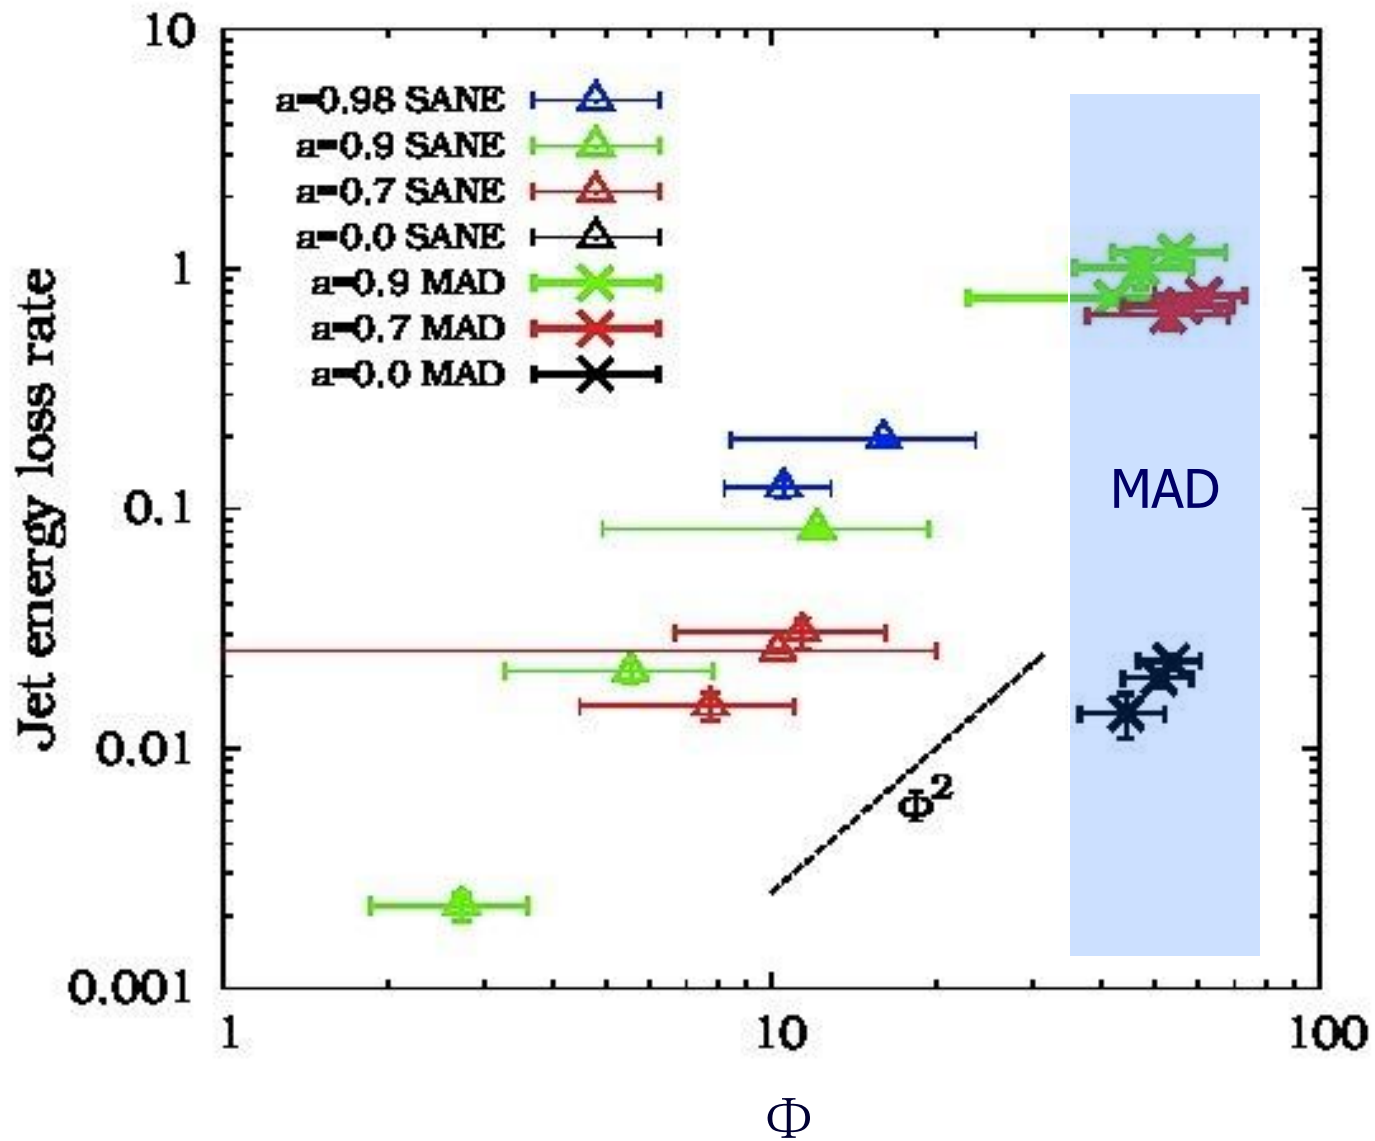 10
a=0.98 SANE
a=0.9 SANE
a=0.7 SANE
a=0.0 SANE
a=0.9 MAD
a=0.7 MAD
a=0.0 MAD
1
0.1
0.01
0.001
Jet energy loss rate
MAD
Φ²
1
10
100
Φ